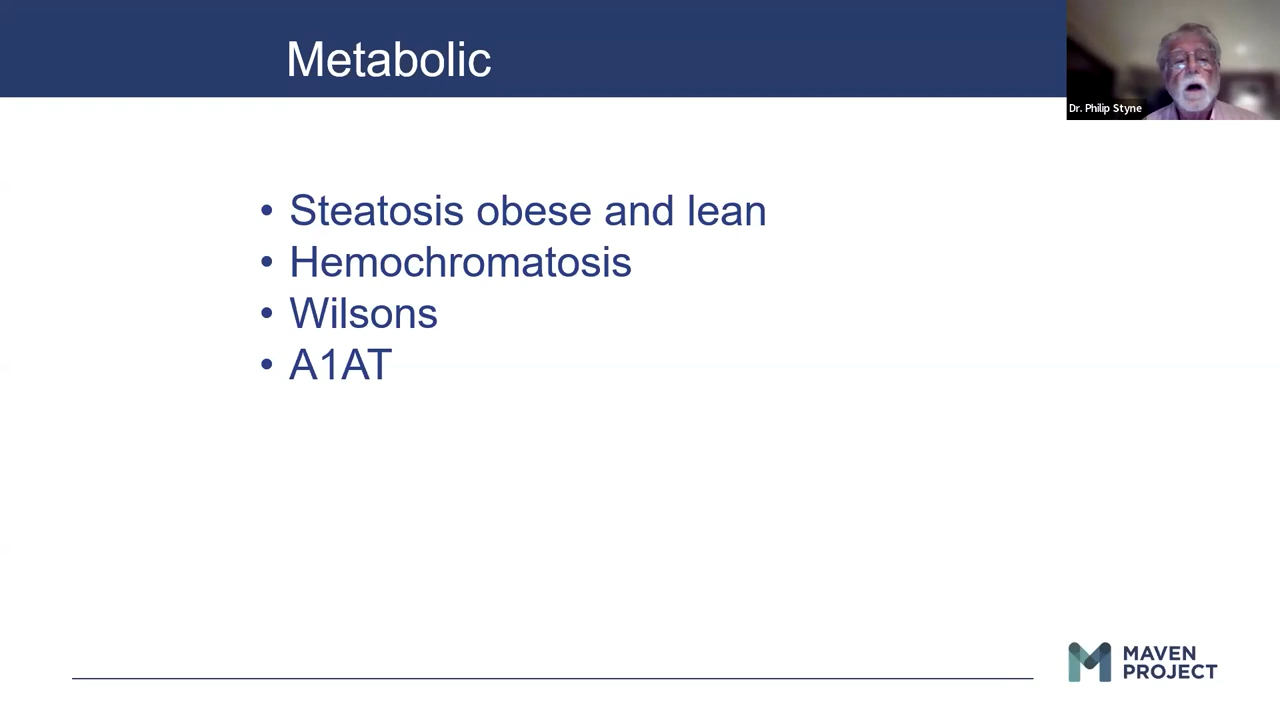 Metabolic
Dr. Philip Styne
• Steatosis obese and lean
• Hemochromatosis
• Wilsons
• A1AT
MAVEN
PROJECT